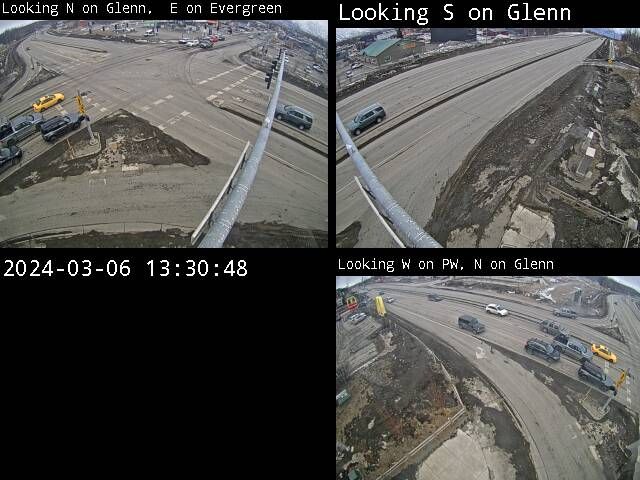 Looking N on Glenn,  E on Evergreen
Looking S on Glenn
2024-03-06 13:30:48
Looking W on PW, N on Glenn